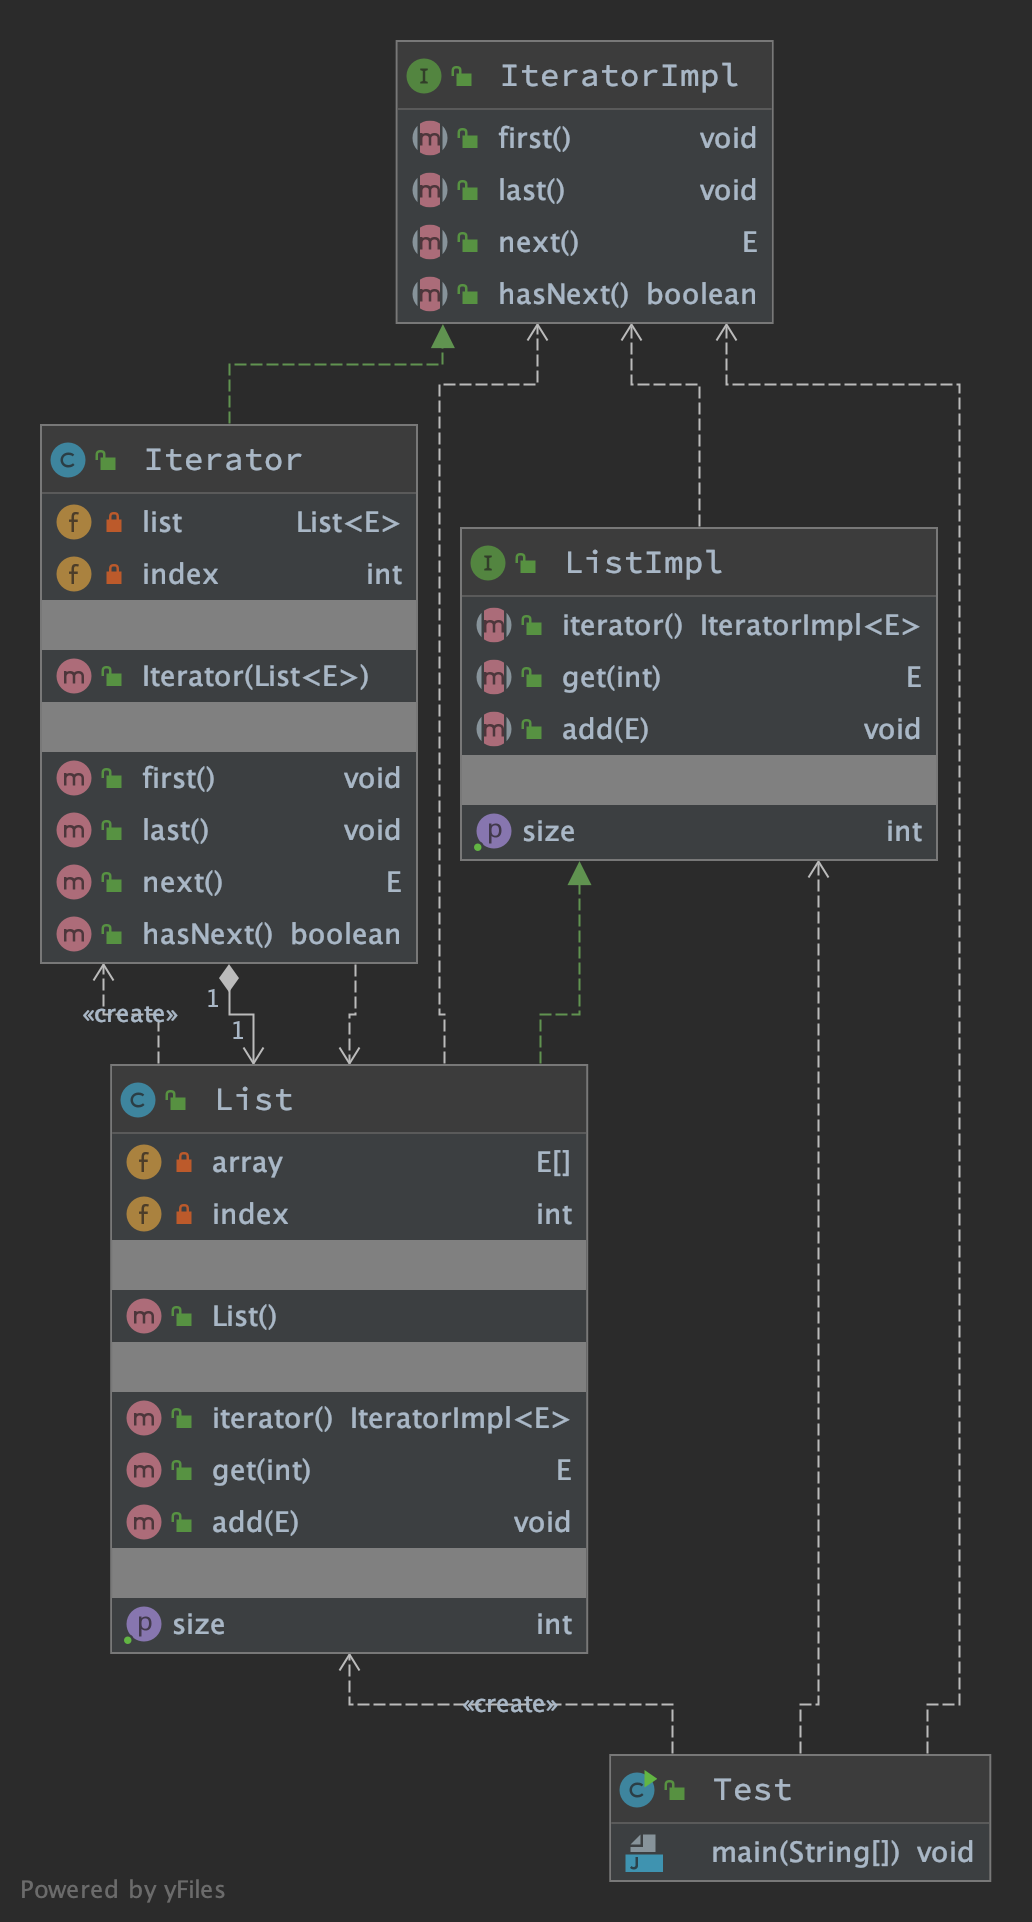 IteratorImpl
first() void
last() void
next() E
hasNext() boolean
Iterator
list List<E>
index int
Iterator(List<E>)
first() void
last() void
next() E
hasNext() boolean
ListImpl
iterator() IteratorImpl<E>
get(int) E
add(E) void
size int
1
«create»
1
List
array E[]
index int
List()
iterator() IteratorImpl<E>
get(int) E
add(E) void
size int
«create»
Test
main(String[]) void
Powered by yFiles